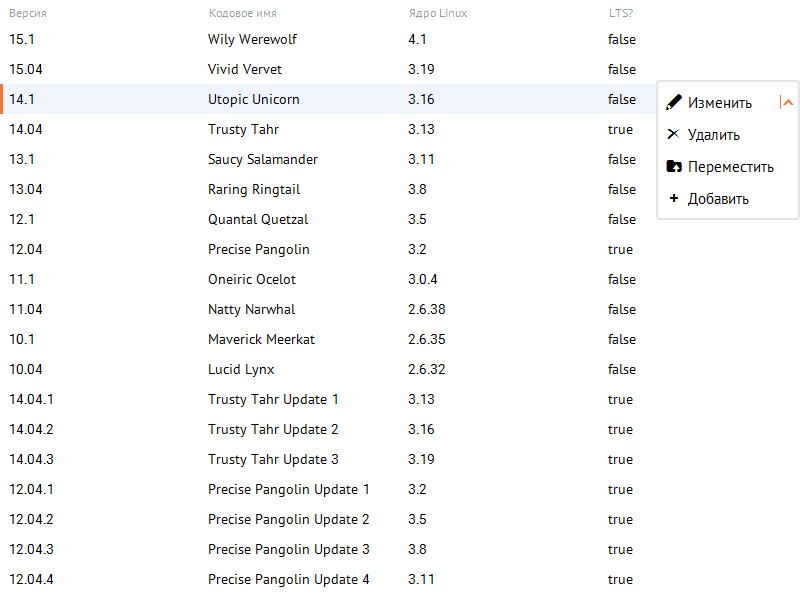 Версия Кодовое имя Ядро Linux LTS?
15.1 Wily Werewolf 4.1 false
15.04 Vivid Vervet 3.19 false
14.1 Utopic Unicorn 3.16 false
Изменить
14.04 Trusty Tahr 3.13 true
Удалить
13.1 Saucy Salamander 3.11 false
Переместить
13.04 Raring Ringtail 3.8 false
Добавить
12.1 Quantal Quetzal 3.5 false
12.04 Precise Pangolin 3.2 true
11.1 Oneiric Ocelot 3.0.4 false
11.04 Natty Narwhal 2.6.38 false
10.1 Maverick Meerkat 2.6.35 false
10.04 Lucid Lynx 2.6.32 false
14.04.1 Trusty Tahr Update 1 3.13 true
14.04.2 Trusty Tahr Update 2 3.16 true
14.04.3 Trusty Tahr Update 3 3.19 true
12.04.1 Precise Pangolin Update 1 3.2 true
12.04.2 Precise Pangolin Update 2 3.5 true
12.04.3 Precise Pangolin Update 3 3.8 true
12.04.4 Precise Pangolin Update 4 3.11 true